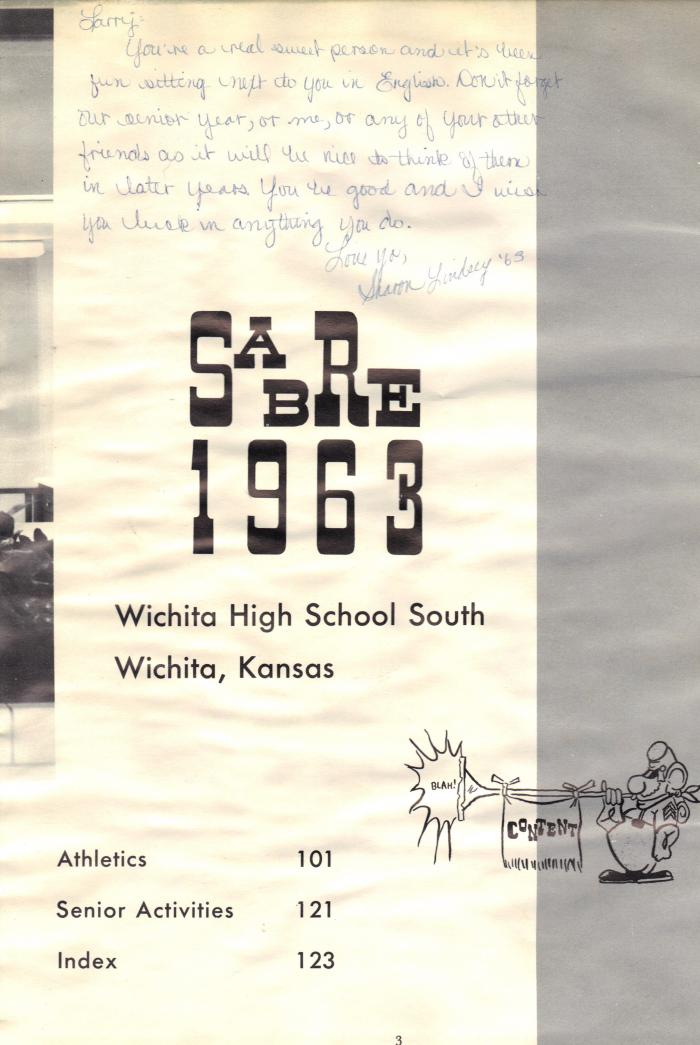 Larry:
You're a real sweet person and it's been
fun sitting next to you in English. Don't forget
our senior year, or me, or any of your other
friends as it will be nice to think of them
in later years. You be good and I wish
you luck in anything you do.
Love ya,
Sharon Lindsey '63
SABRE
1963
Wichita High School South
Wichita, Kansas
BLAH!
CONTENT
Athletics 101
Senior Activities 121
Index 123
3